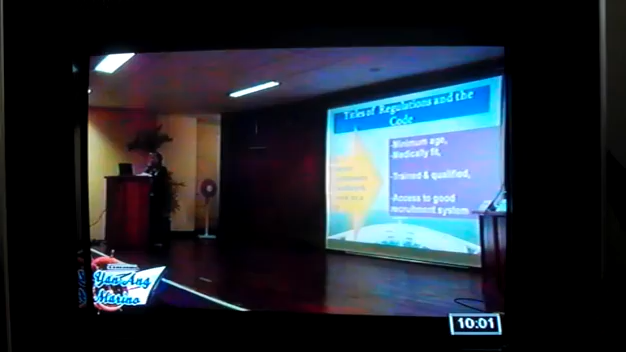 Titles of Regulations and the
Code
-Minimum age,
-Medically fit,
-Trained & qualified,
-Access to good
recruitment system
Yan Ang
Marino
10:01